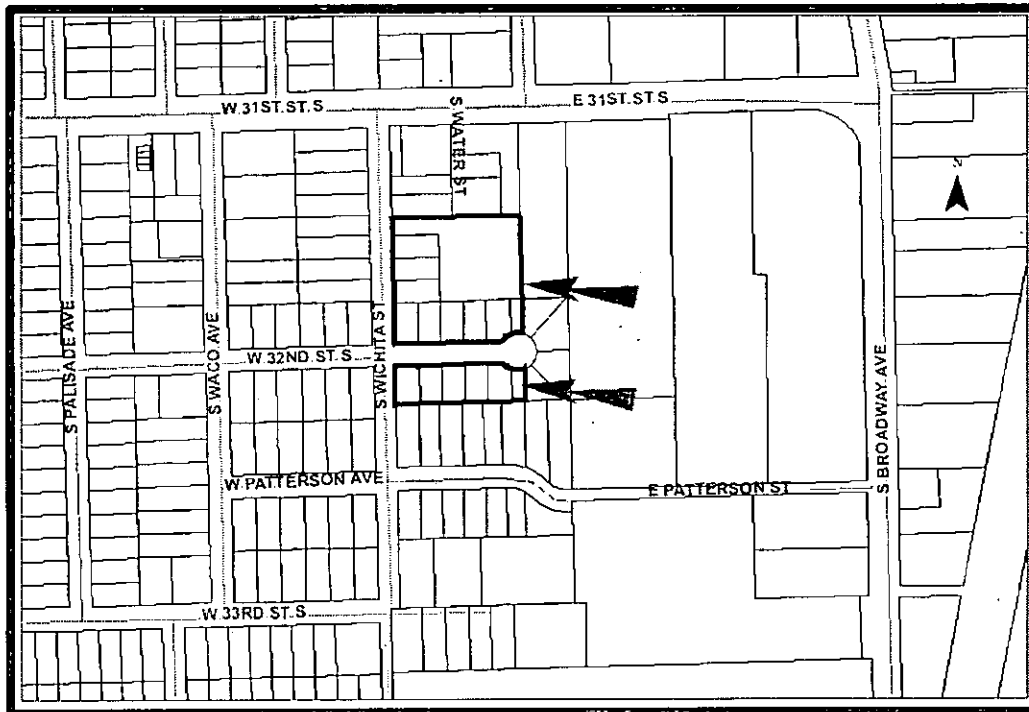 W 31ST ST S
E 31ST ST S
S WATER ST
N
S PALISADE AVE
S WACO AVE
S WICHITA ST
W 32ND ST S
S BROADWAY AVE
W PATTERSON AVE
E PATTERSON ST
W 33RD ST S